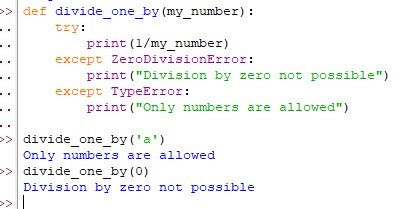 >> def divide_one_by(my_number):
..     try:
..         print(1/my_number)
..     except ZeroDivisionError:
..         print("Division by zero not possible")
..     except TypeError:
..         print("Only numbers are allowed")
..
>> divide_one_by('a')
Only numbers are allowed
>> divide_one_by(0)
Division by zero not possible
>>